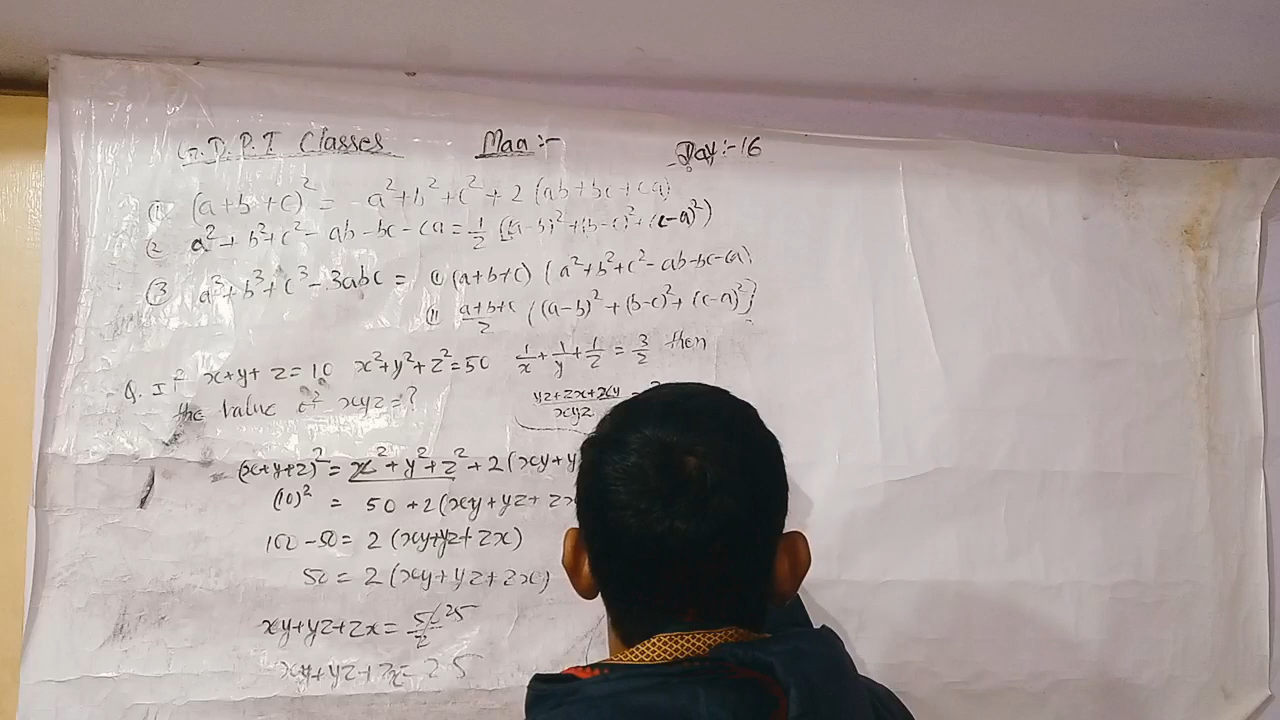 G.D.P.I Classes Maa:- Day:-16
① (a+b+c)² = a²+b²+c²+2(ab+bc+ca)
② a²+b²+c²-ab-bc-ca=1/2 ((a-b)²+(b-c)²+(c-a)²)
③ a³+b³+c³-3abc = (i) (a+b+c) (a²+b²+c²-ab-bc-ca)
(ii) a+b+c/2 ((a-b)²+(b-c)²+(c-a)²)
Q. If x+y+z=10 x²+y²+z²=50 1/x+1/y+1/z=3/2 then
the value of xyz=?
yz+zx+xy/xyz =
(x+y+z)²=x²+y²+z²+2(xy+y
(10)² = 50+2(xy+yz+zx
100-50= 2(xy+yz+zx)
50=2(xy+yz+zx)
xy+yz+zx=50/2 25
xy+yz+zx=25